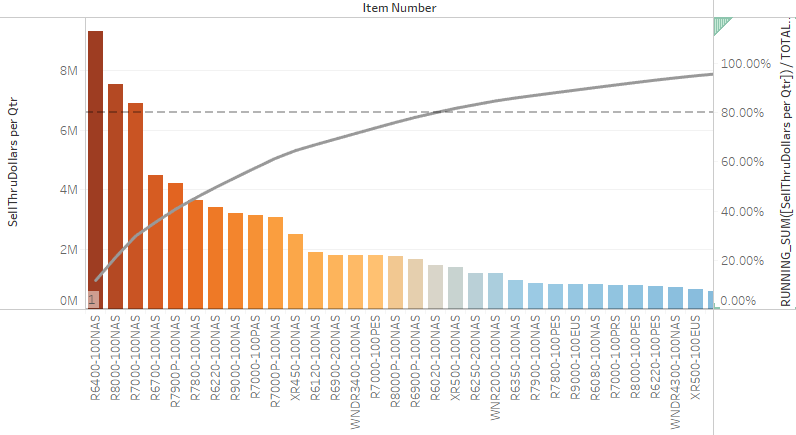 Item Number
SellThruDollars per Qtr
8M
6M
4M
2M
0M
1
100.00%
80.00%
60.00%
40.00%
20.00%
0.00%
RUNNING_SUM([SellThruDollars per Qtr]) / TOTAL..
R6400-100NAS
R8000-100NAS
R7000-100NAS
R6700-100NAS
R7900P-100NAS
R7800-100NAS
R6220-100NAS
R9000-100NAS
R7000-100PAS
R7000P-100NAS
XR450-100NAS
R6120-100NAS
R6900-200NAS
WNDR3400-100NAS
R7000-100PES
R8000P-100NAS
R6900P-100NAS
R6020-100NAS
XR500-100NAS
R6250-200NAS
WNR2000-100NAS
R6350-100NAS
R7900-100NAS
R7800-100PES
R9000-100EUS
R6080-100NAS
R7000-100PRS
R8000-100PES
R6220-100PES
WNDR4300-100NAS
XR500-100EUS